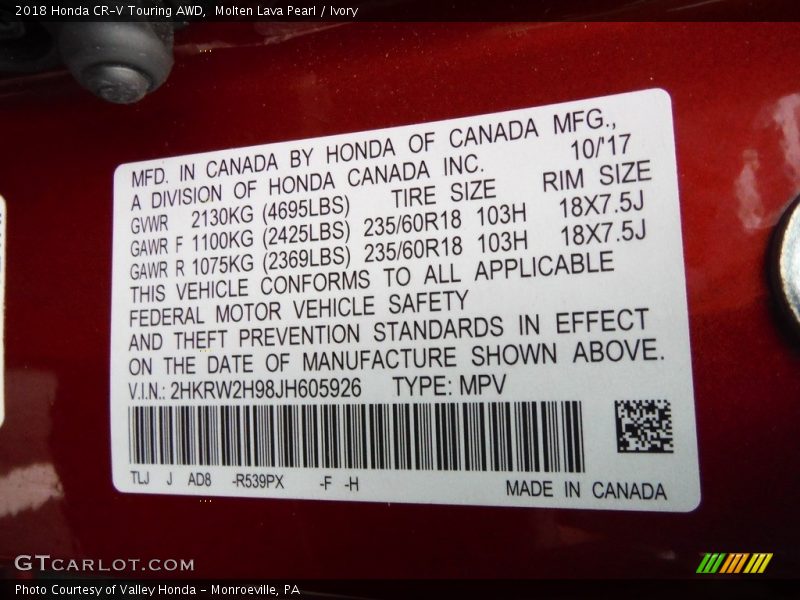 2018 Honda CR-V Touring AWD,  Molten Lava Pearl / Ivory
MFD. IN CANADA BY HONDA OF CANADA MFG.,
A DIVISION OF HONDA CANADA INC. 10/'17
GVWR 2130KG (4695LBS) TIRE SIZE RIM SIZE
GAWR F 1100KG (2425LBS) 235/60R18 103H 18X7.5J
GAWR R 1075KG (2369LBS) 235/60R18 103H 18X7.5J
THIS VEHICLE CONFORMS TO ALL APPLICABLE
FEDERAL MOTOR VEHICLE SAFETY
AND THEFT PREVENTION STANDARDS IN EFFECT
ON THE DATE OF MANUFACTURE SHOWN ABOVE.
V.I.N.: 2HKRW2H98JH605926 TYPE: MPV
TLJ J AD8 -R539PX -F -H
MADE IN CANADA
GTCARLOT.COM
Photo Courtesy of Valley Honda - Monroeville, PA